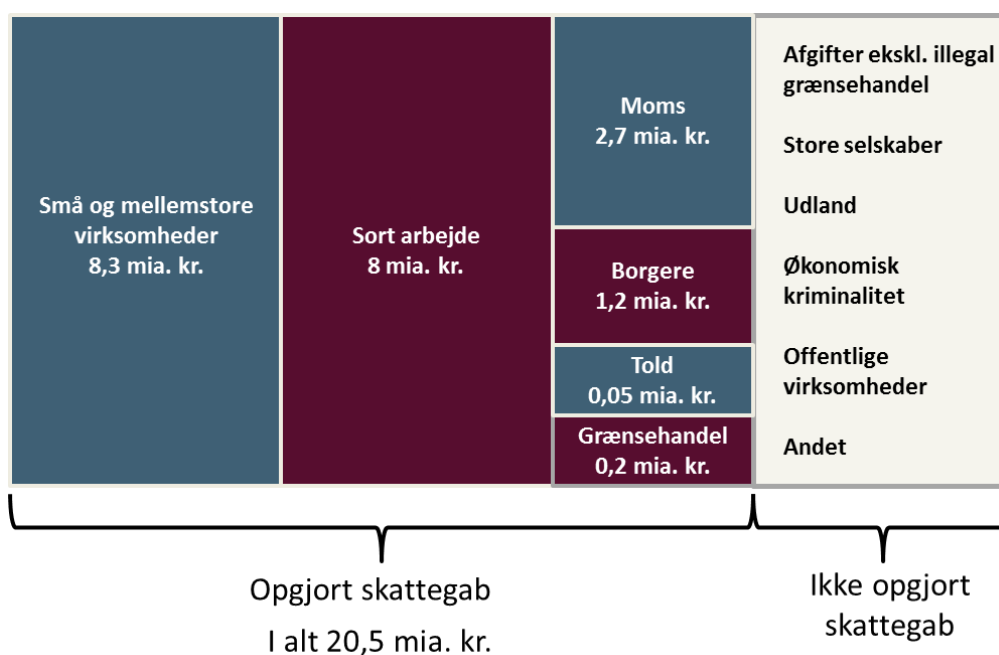 Små og mellemstore
virksomheder
8,3 mia. kr.
Sort arbejde
8 mia. kr.
Moms
2,7 mia. kr.
Borgere
1,2 mia. kr.
Told
0,05 mia. kr.
Grænsehandel
0,2 mia. kr.
Afgifter ekskl. illegal
grænsehandel
Store selskaber
Udland
Økonomisk
kriminalitet
Offentlige
virksomheder
Andet
Opgjort skattegab
I alt 20,5 mia. kr.
Ikke opgjort
skattegab